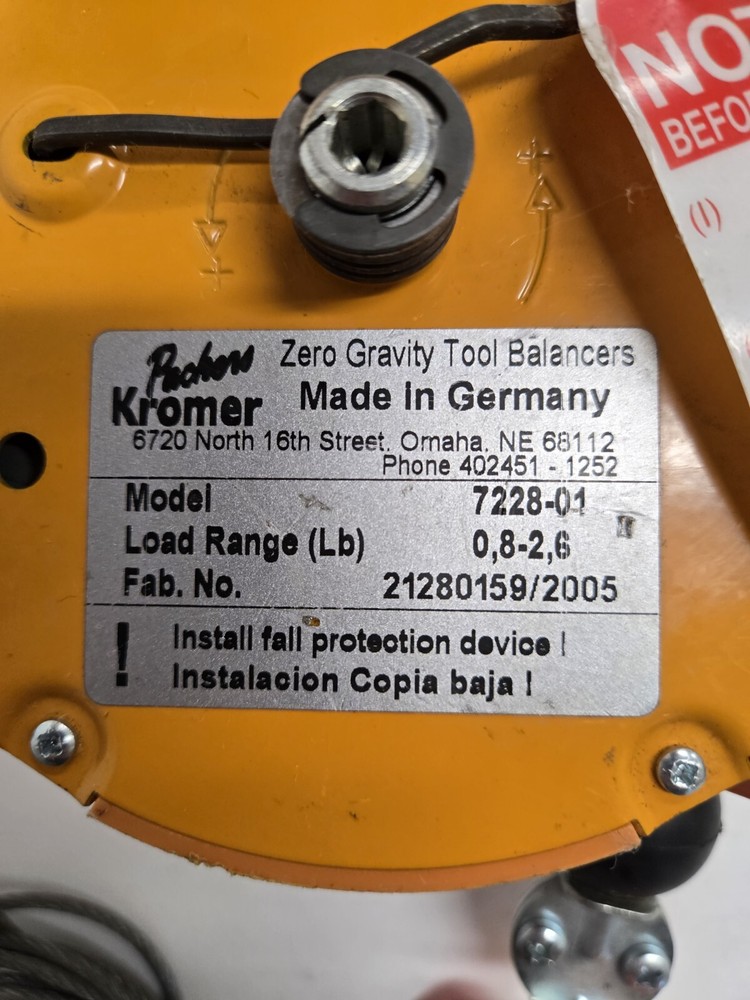 NO
BEFO
(I)
Packers
Kromer
Zero Gravity Tool Balancers
Made In Germany
6720 North 16th Street, Omaha, NE 68112
Phone 402451 - 1252
Model 7228-01
Load Range (Lb) 0,8-2,6
Fab. No. 21280159/2005
! Install fall protection device !
Instalacion Copia baja !